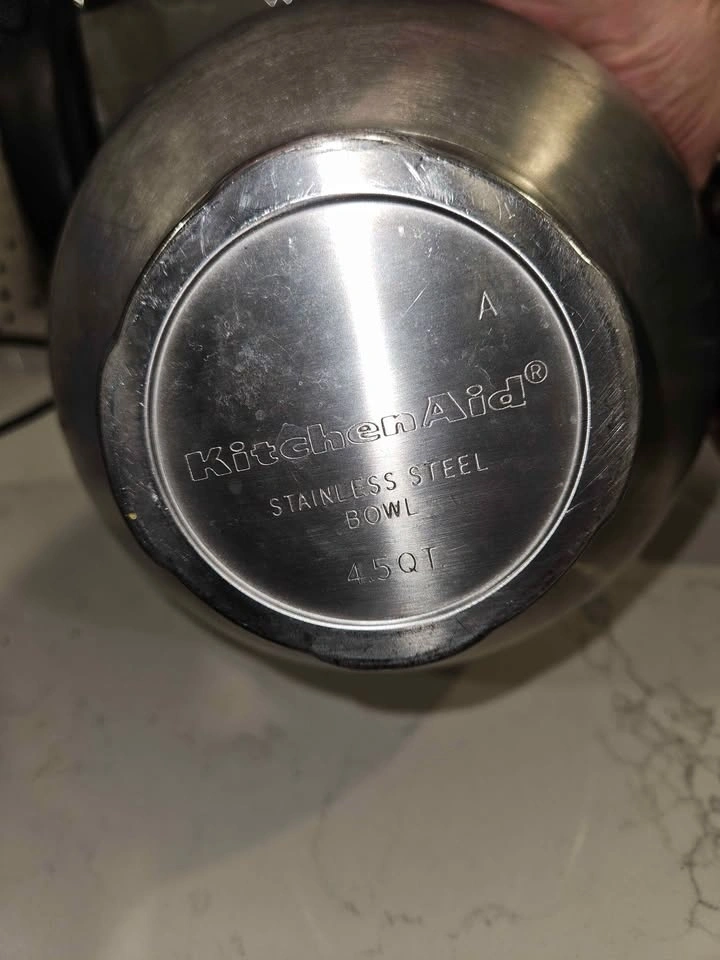 A
KitchenAid®
STAINLESS STEEL
BOWL
4.5QT.